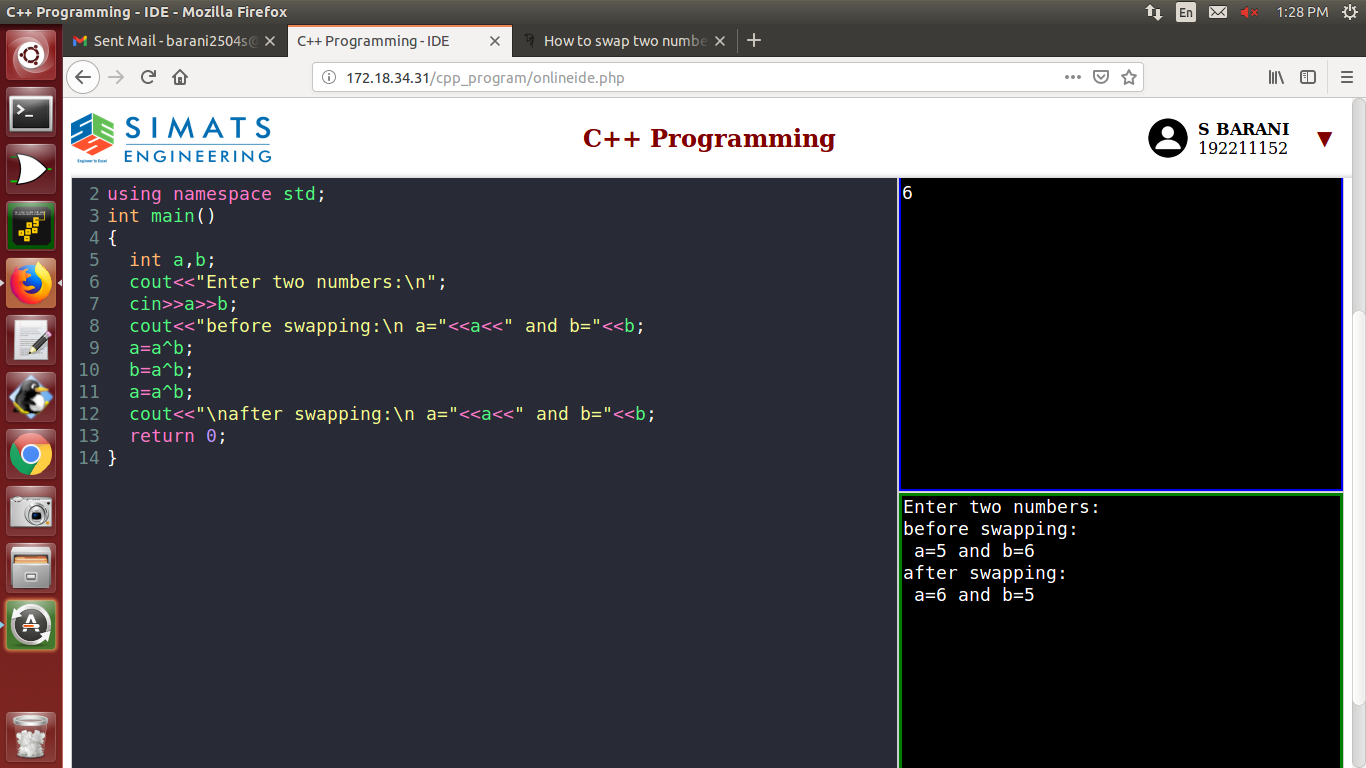 C++ Programming - IDE - Mozilla Firefox
En
1:28 PM
Sent Mail - barani2504s@
C++ Programming - IDE
How to swap two numbe
172.18.34.31/cpp_program/onlineide.php
SIMATS
ENGINEERING
Engineer to Excel
C++ Programming
S BARANI
192211152
2 using namespace std;
3 int main()
4 {
5 int a,b;
6 cout<<"Enter two numbers:\n";
7 cin>>a>>b;
8 cout<<"before swapping:\n a="<<a<<" and b="<<b;
9 a=a^b;
10 b=a^b;
11 a=a^b;
12 cout<<"\nafter swapping:\n a="<<a<<" and b="<<b;
13 return 0;
14 }
6
Enter two numbers:
before swapping:
a=5 and b=6
after swapping:
a=6 and b=5